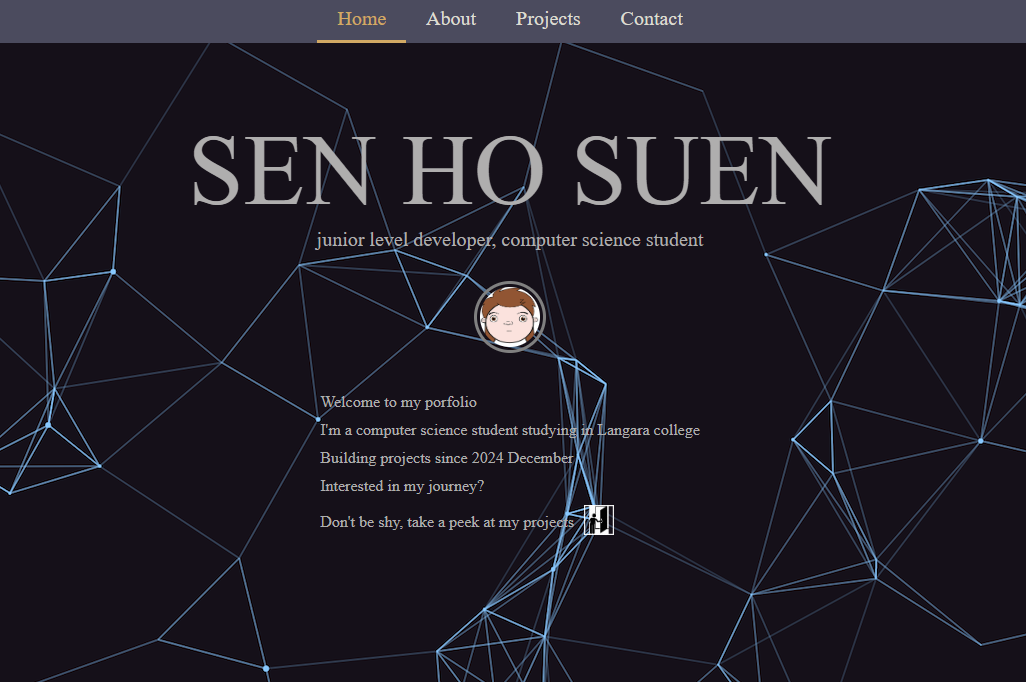 Home About Projects Contact
SEN HO SUEN
junior level developer, computer science student
Welcome to my porfolio
I'm a computer science student studying in Langara college
Building projects since 2024 December
Interested in my journey?
Don't be shy, take a peek at my projects